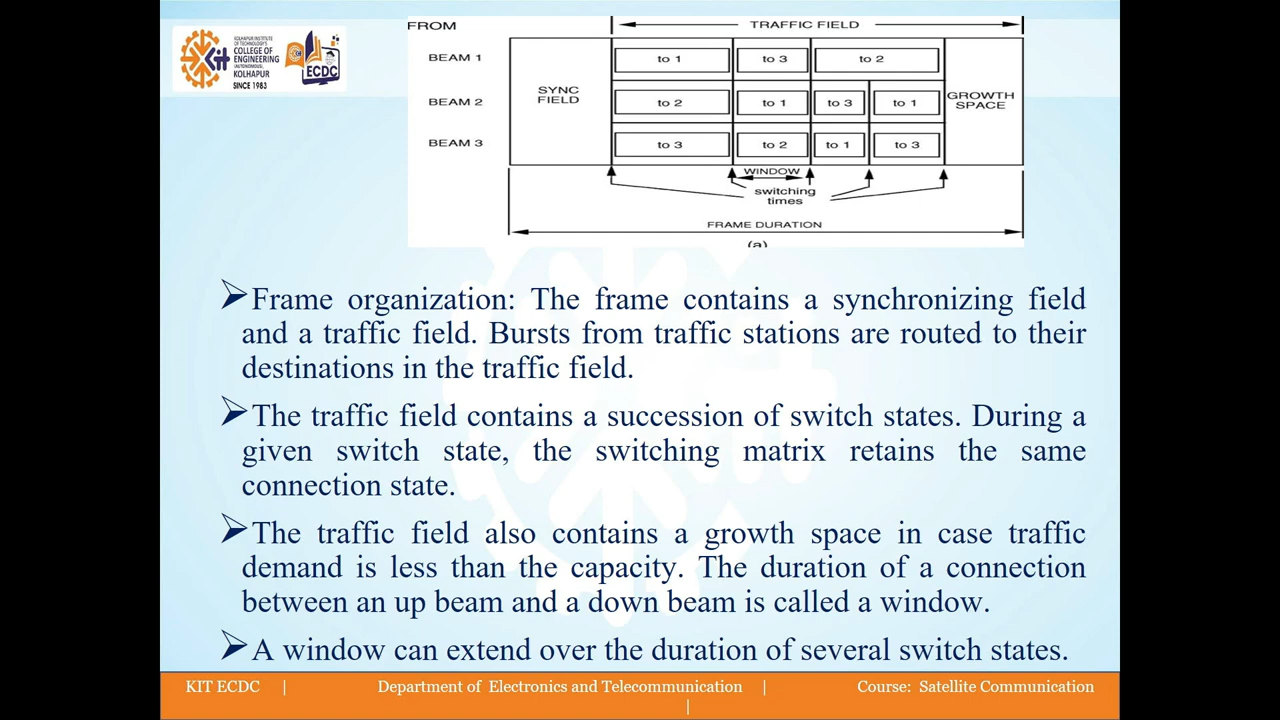 KOLHAPUR INSTITUTE
OF TECHNOLOGY'S
COLLEGE OF
ENGINEERING
(AUTONOMOUS)
KOLHAPUR
SINCE 1983
Kit
ECDC
FROM
TRAFFIC FIELD
BEAM 1
to 1 to 3 to 2
SYNC
FIELD
BEAM 2
to 2 to 1 to 3 to 1
GROWTH
SPACE
BEAM 3
to 3 to 2 to 1 to 3
WINDOW
switching
times
FRAME DURATION
(a)
➢Frame organization: The frame contains a synchronizing field
and a traffic field. Bursts from traffic stations are routed to their
destinations in the traffic field.
➢The traffic field contains a succession of switch states. During a
given switch state, the switching matrix retains the same
connection state.
➢The traffic field also contains a growth space in case traffic
demand is less than the capacity. The duration of a connection
between an up beam and a down beam is called a window.
➢A window can extend over the duration of several switch states.
KIT ECDC | Department of Electronics and Telecommunication | Course: Satellite Communication
|